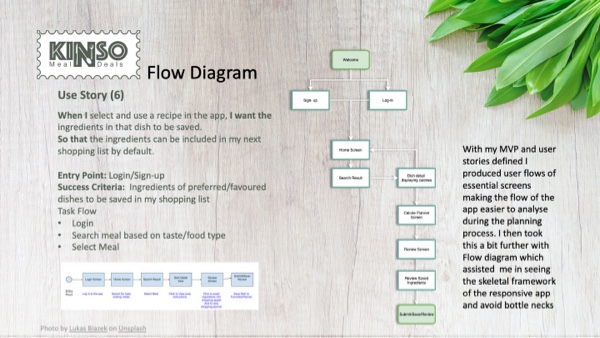 KINSO
Meal Deals
Flow Diagram
Use Story (6)
When I select and use a recipe in the app, I want the
ingredients in that dish to be saved.
So that the ingredients can be included in my next
shopping list by default.
Entry Point: Login/Sign-up
Success Criteria: Ingredients of preferred/favoured
dishes to be saved in my shopping list
Task Flow
• Login
• Search meal based on taste/food type
• Select Meal
Welcome
Sign up
Log-in
Home Screen
Search Result
Dish detail
displaying calories
Calorie Planner
Screen
Review Screen
Review Saved
Ingredients
Submit/Save/Review
With my MVP and user
stories defined I
produced user flows of
essential screens
making the flow of the
app easier to analyse
during the planning
process. I then took
this a bit further with
Flow diagram which
assisted me in seeing
the skeletal framework
of the responsive app
and avoid bottle necks
Login Screen
Home Screen
Search Result
Photo by Lukas Blazek on Unsplash